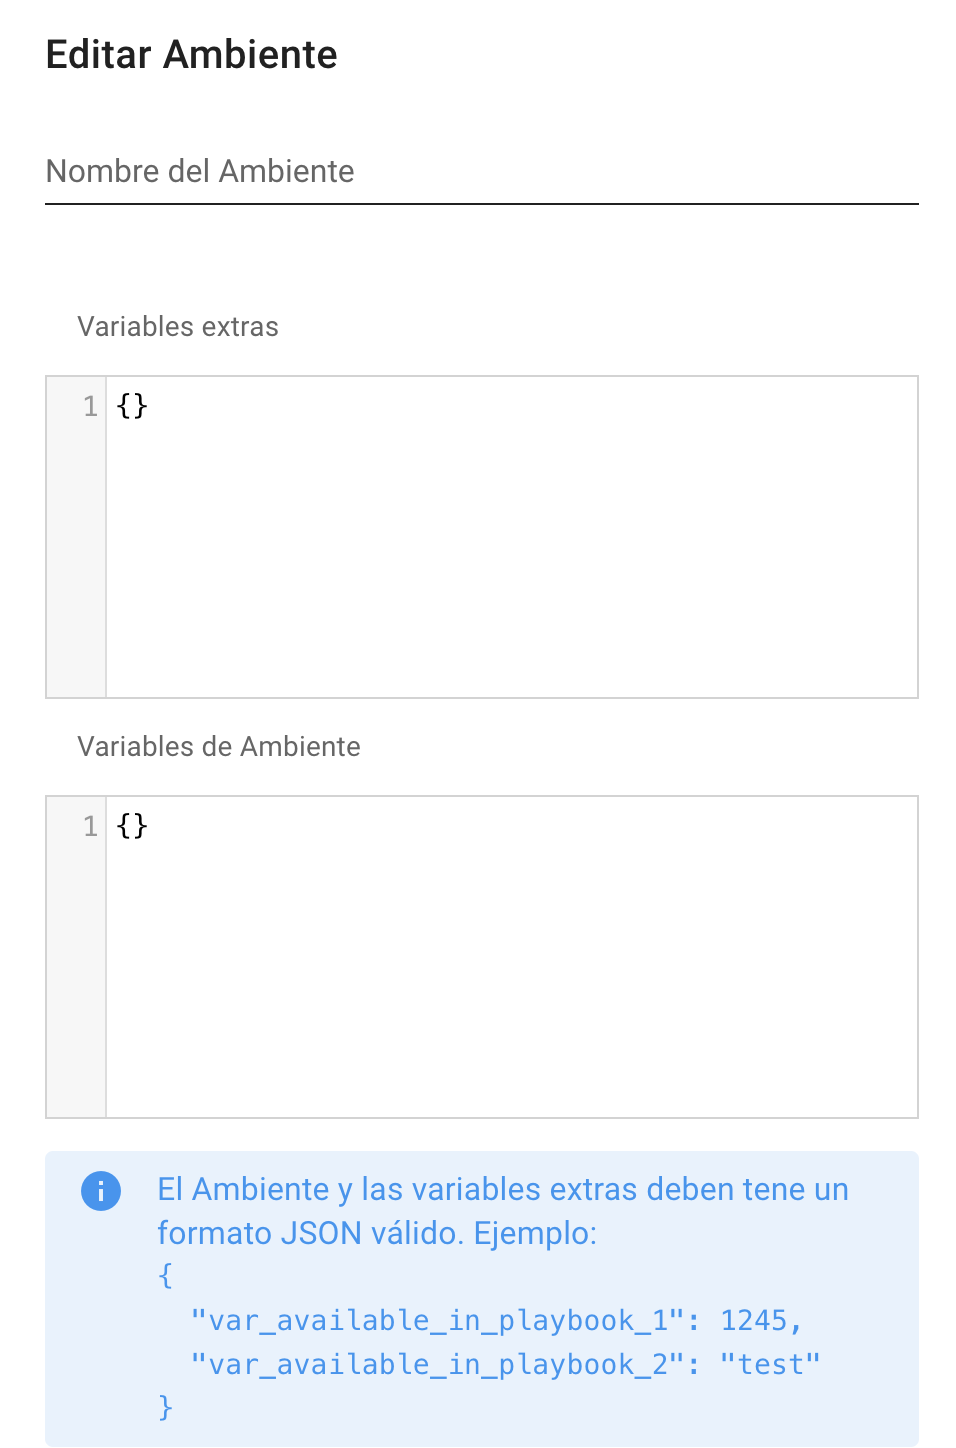 Editar Ambiente
Nombre del Ambiente
Variables extras
1 {}
Variables de Ambiente
1 {}
El Ambiente y las variables extras deben tene un
formato JSON válido. Ejemplo:
{
  "var_available_in_playbook_1": 1245,
  "var_available_in_playbook_2": "test"
}